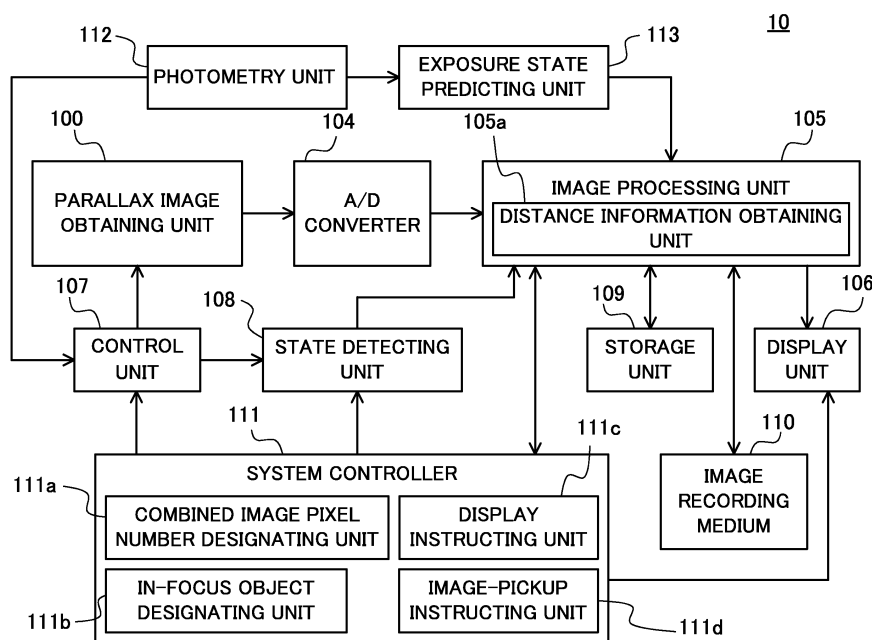 10
112
PHOTOMETRY UNIT
113
EXPOSURE STATE
PREDICTING UNIT
100
PARALLAX IMAGE
OBTAINING UNIT
104
A/D
CONVERTER
105a
105
IMAGE PROCESSING UNIT
DISTANCE INFORMATION OBTAINING
UNIT
107
CONTROL
UNIT
108
STATE DETECTING
UNIT
109
STORAGE
UNIT
106
DISPLAY
UNIT
111
SYSTEM CONTROLLER
111a
COMBINED IMAGE PIXEL
NUMBER DESIGNATING UNIT
111c
DISPLAY
INSTRUCTING UNIT
111b
IN-FOCUS OBJECT
DESIGNATING UNIT
111d
IMAGE-PICKUP
INSTRUCTING UNIT
110
IMAGE
RECORDING
MEDIUM